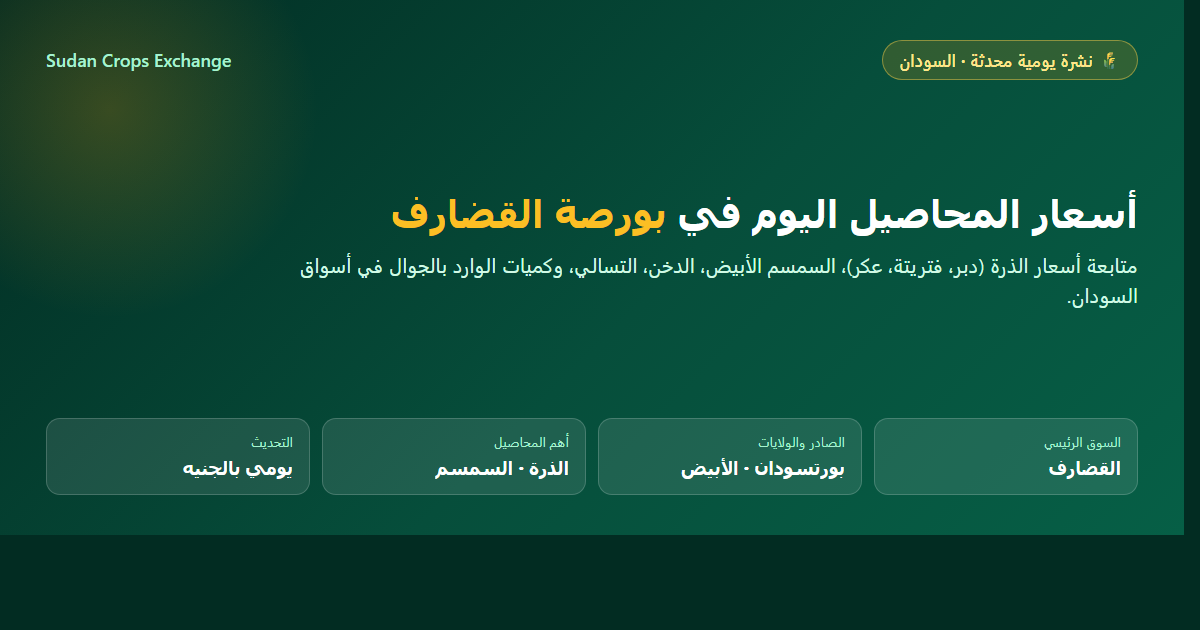 🌾 نشرة يومية محدثة · السودان
Sudan Crops Exchange
أسعار المحاصيل اليوم في بورصة القضارف
متابعة أسعار الذرة (دبر، فتريتة، عكر)، السمسم الأبيض، الدخن، التسالي، وكميات الوارد بالجوال في أسواق
السودان.
السوق الرئيسي
القضارف
الصادر والولايات
بورتسودان · الأبيض
أهم المحاصيل
الذرة · السمسم
التحديث
يومي بالجنيه